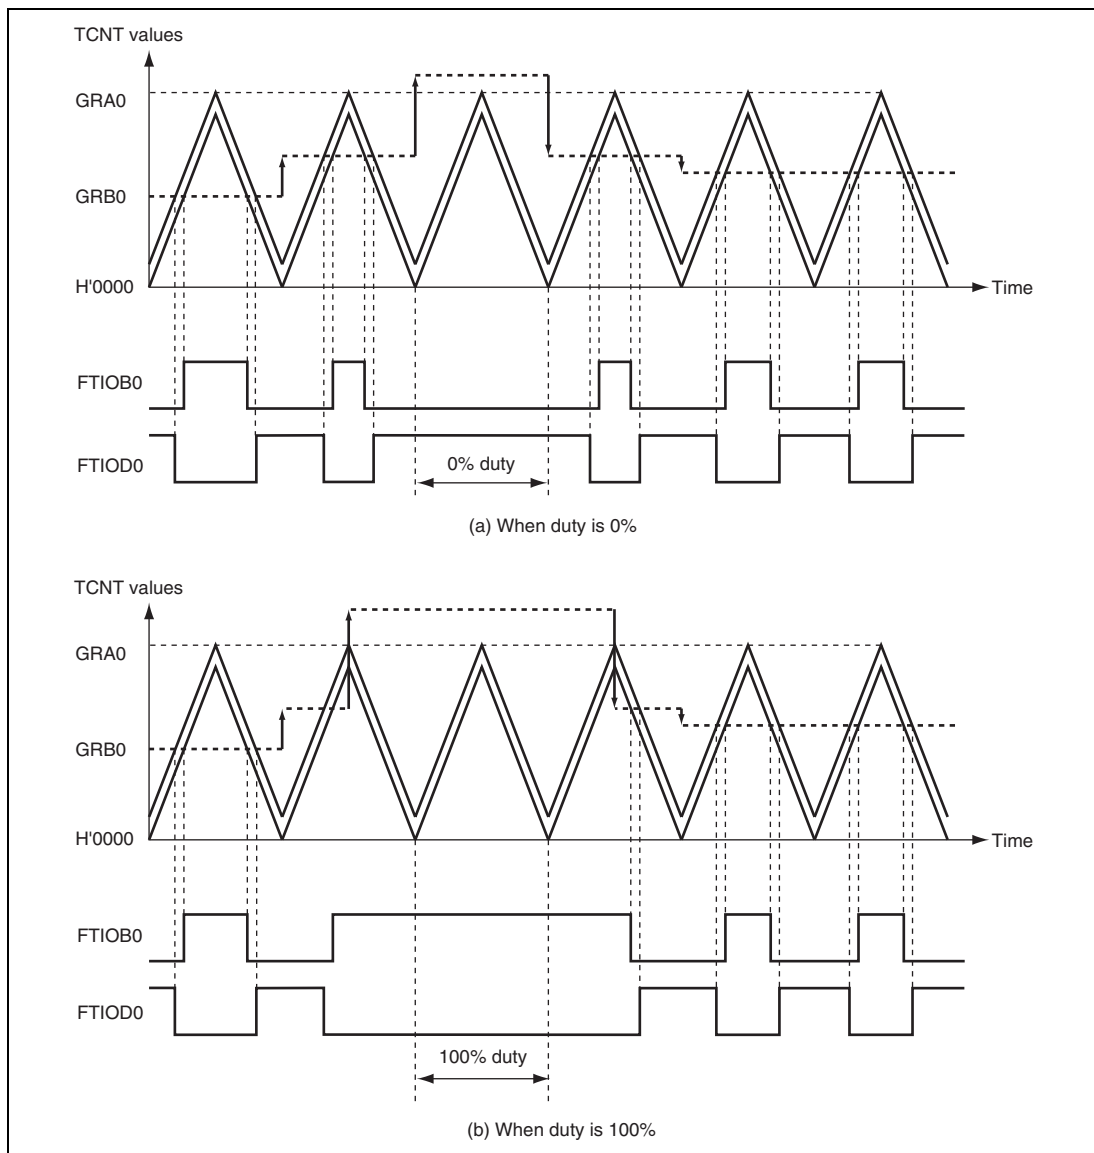 TCNT values
GRA0
GRB0
H'0000
Time
FTIOB0
FTIOD0
0% duty
(a) When duty is 0%
TCNT values
GRA0
GRB0
H'0000
Time
FTIOB0
FTIOD0
100% duty
(b) When duty is 100%